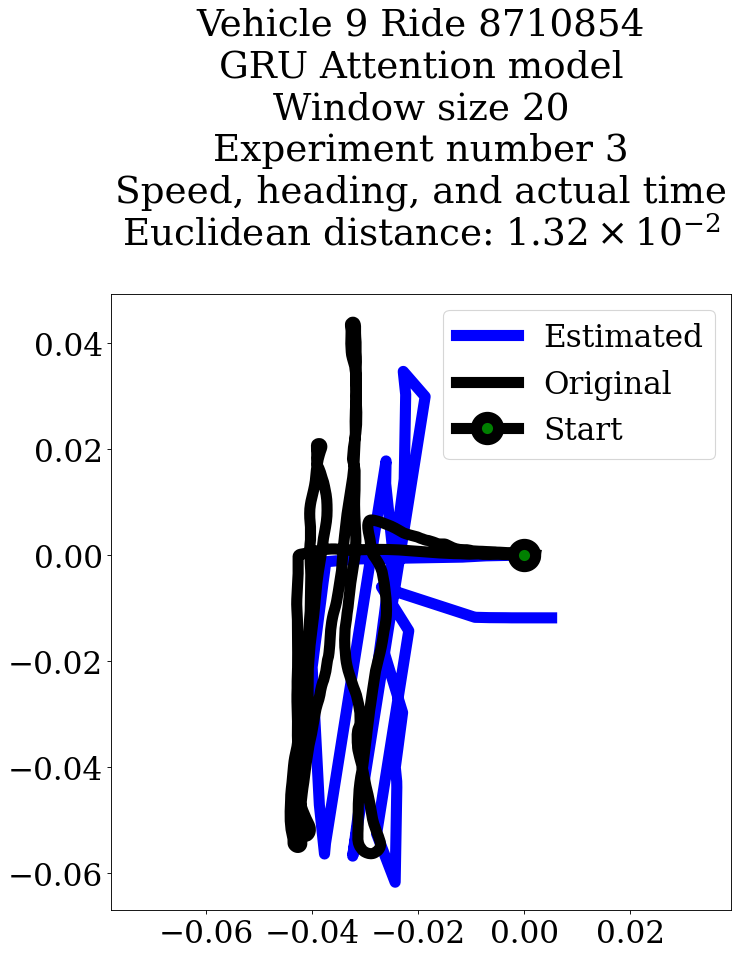 Vehicle 9 Ride 8710854
GRU Attention model
Window size 20
Experiment number 3
Speed, heading, and actual time
Euclidean distance: 1.32 × 10⁻²
Estimated
Original
Start
0.04
0.02
0.00
−0.02
−0.04
−0.06
−0.06 −0.04 −0.02 0.00 0.02